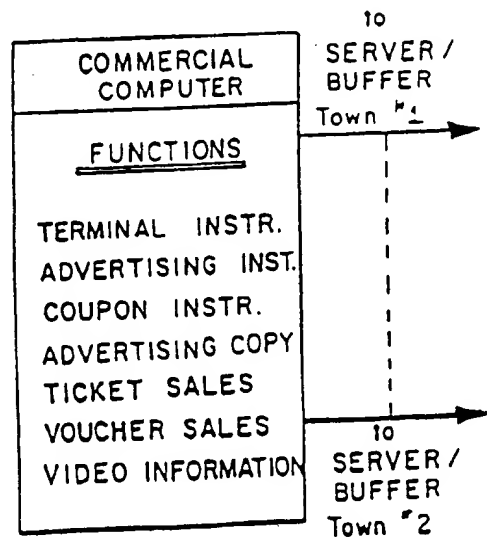 COMMERCIAL
COMPUTER
FUNCTIONS
TERMINAL INSTR.
ADVERTISING INST.
COUPON INSTR.
ADVERTISING COPY
TICKET SALES
VOUCHER SALES
VIDEO INFORMATION
to
SERVER/
BUFFER
Town #1
to
SERVER/
BUFFER
Town #2